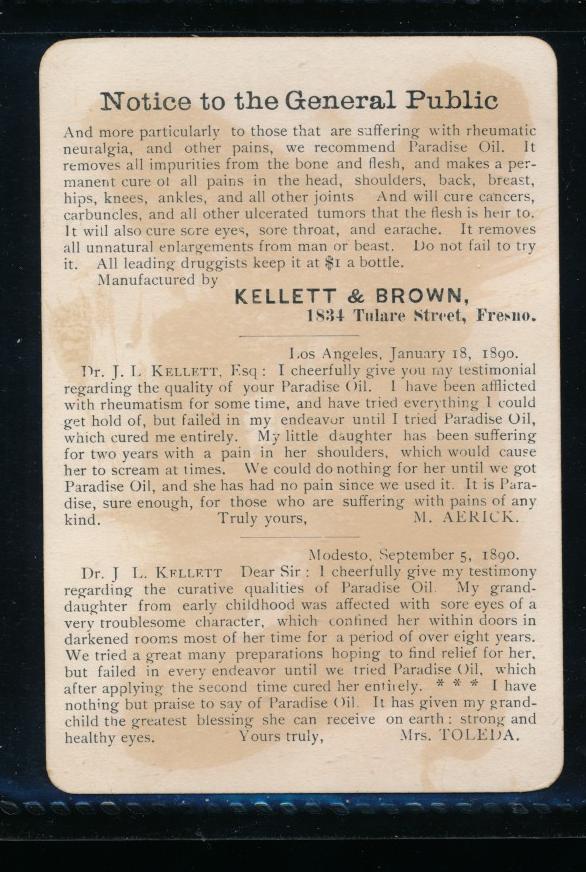 Notice to the General Public
And more particularly to those that are suffering with rheumatic
neuralgia, and other pains, we recommend Paradise Oil. It
removes all impurities from the bone and flesh, and makes a per-
manent cure of all pains in the head, shoulders, back, breast,
hips, knees, ankles, and all other joints And will cure cancers,
carbuncles, and all other ulcerated tumors that the flesh is heir to.
It will also cure sore eyes, sore throat, and earache. It removes
all unnatural enlargements from man or beast. Do not fail to try
it. All leading druggists keep it at $1 a bottle.
Manufactured by
KELLETT & BROWN,
1834 Tulare Street, Fresno.
Los Angeles, January 18, 1890.
Dr. J. L KELLETT, Esq : I cheerfully give you my testimonial
regarding the quality of your Paradise Oil. I have been afflicted
with rheumatism for some time, and have tried everything I could
get hold of, but failed in my endeavor until I tried Paradise Oil,
which cured me entirely. My little daughter has been suffering
for two years with a pain in her shoulders, which would cause
her to scream at times. We could do nothing for her until we got
Paradise Oil, and she has had no pain since we used it. It is Para-
dise, sure enough, for those who are suffering with pains of any
kind. Truly yours, M. AERICK.
Modesto, September 5, 1890.
Dr. J L. KELLETT Dear Sir : I cheerfully give my testimony
regarding the curative qualities of Paradise Oil. My grand-
daughter from early childhood was affected with sore eyes of a
very troublesome character, which confined her within doors in
darkened rooms most of her time for a period of over eight years.
We tried a great many preparations hoping to find relief for her,
but failed in every endeavor until we tried Paradise Oil, which
after applying the second time cured her entirely. * * * I have
nothing but praise to say of Paradise Oil. It has given my grand-
child the greatest blessing she can receive on earth : strong and
healthy eyes. Yours truly, Mrs. TOLEDA.